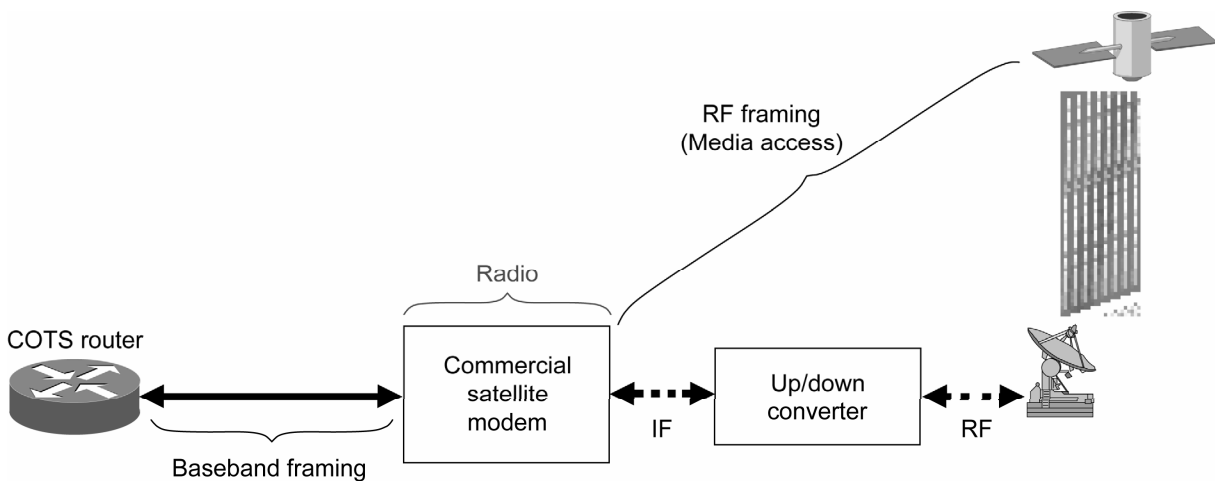 RF framing
(Media access)
Radio
COTS router
Commercial
satellite
modem
Up/down
converter
IF
RF
Baseband framing